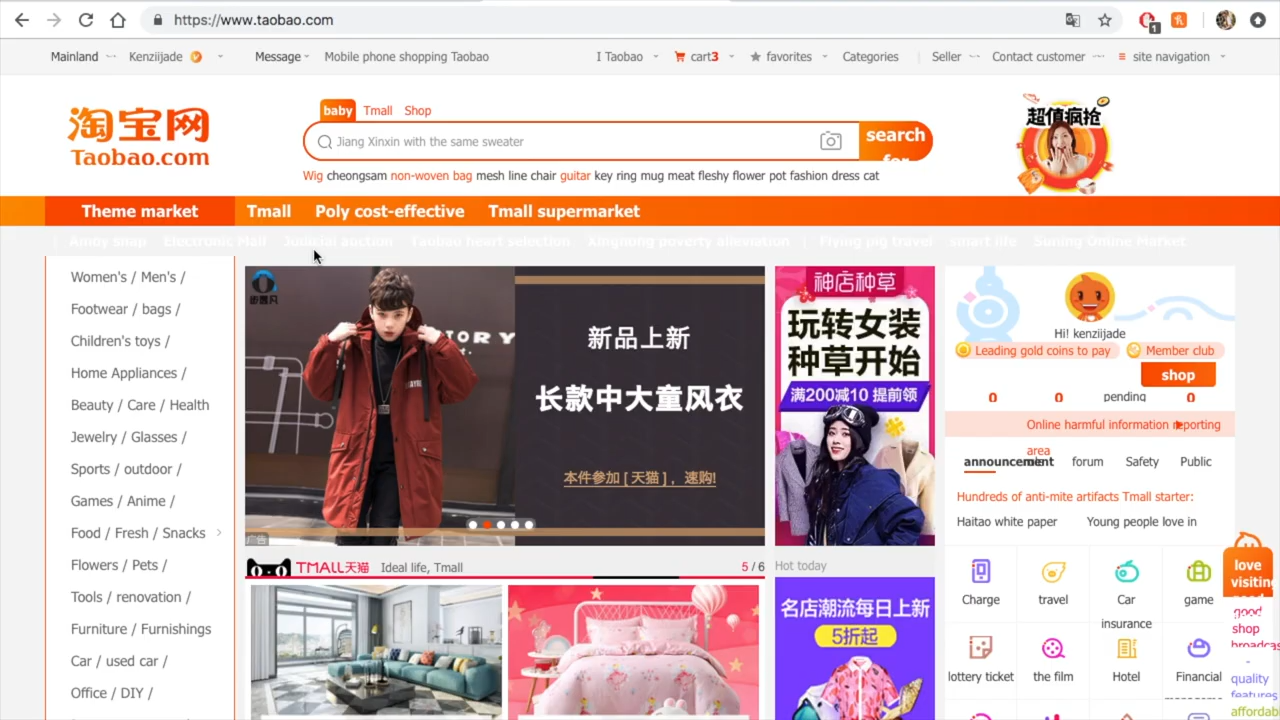 https://www.taobao.com
1
Mainland Kenziijade Message Mobile phone shopping Taobao I Taobao cart3 favorites Categories Seller Contact customer site navigation
淘宝网
Taobao.com
baby Tmall Shop
Jiang Xinxin with the same sweater
search
for
Wig cheongsam non-woven bag mesh line chair guitar key ring mug meat fleshy flower pot fashion dress cat
超值疯抢
Theme market Tmall Poly cost-effective Tmall supermarket
Electronic Mall Judicial auction Taobao heart selection Xingnong poverty alleviation Flying pig travel smart life Suning Online Market
Women's / Men's /
Footwear / bags /
Children's toys /
Home Appliances /
Beauty / Care / Health
Jewelry / Glasses /
Sports / outdoor /
Games / Anime /
Food / Fresh / Snacks
Flowers / Pets /
Tools / renovation /
Furniture / Furnishings
Car / used car /
Office / DIY /
新品上新
长款中大童风衣
本件参加 [ 天猫 ] ，速购!
广告
TMALL天猫 Ideal life, Tmall 5 / 6
神店种草
玩转女装
种草开始
满200减10 提前领
Hot today
名店潮流每日上新
5折起
Hi! kenziijade
Leading gold coins to pay Member club
shop
0 0 pending 0
Online harmful information reporting
area
announcement forum Safety Public
Hundreds of anti-mite artifacts Tmall starter:
Haitao white paper Young people love in
Charge travel Car game
insurance
lottery ticket the film Hotel Financial
love
visiting
good
shop
broadcas
-
quality
features
affordab